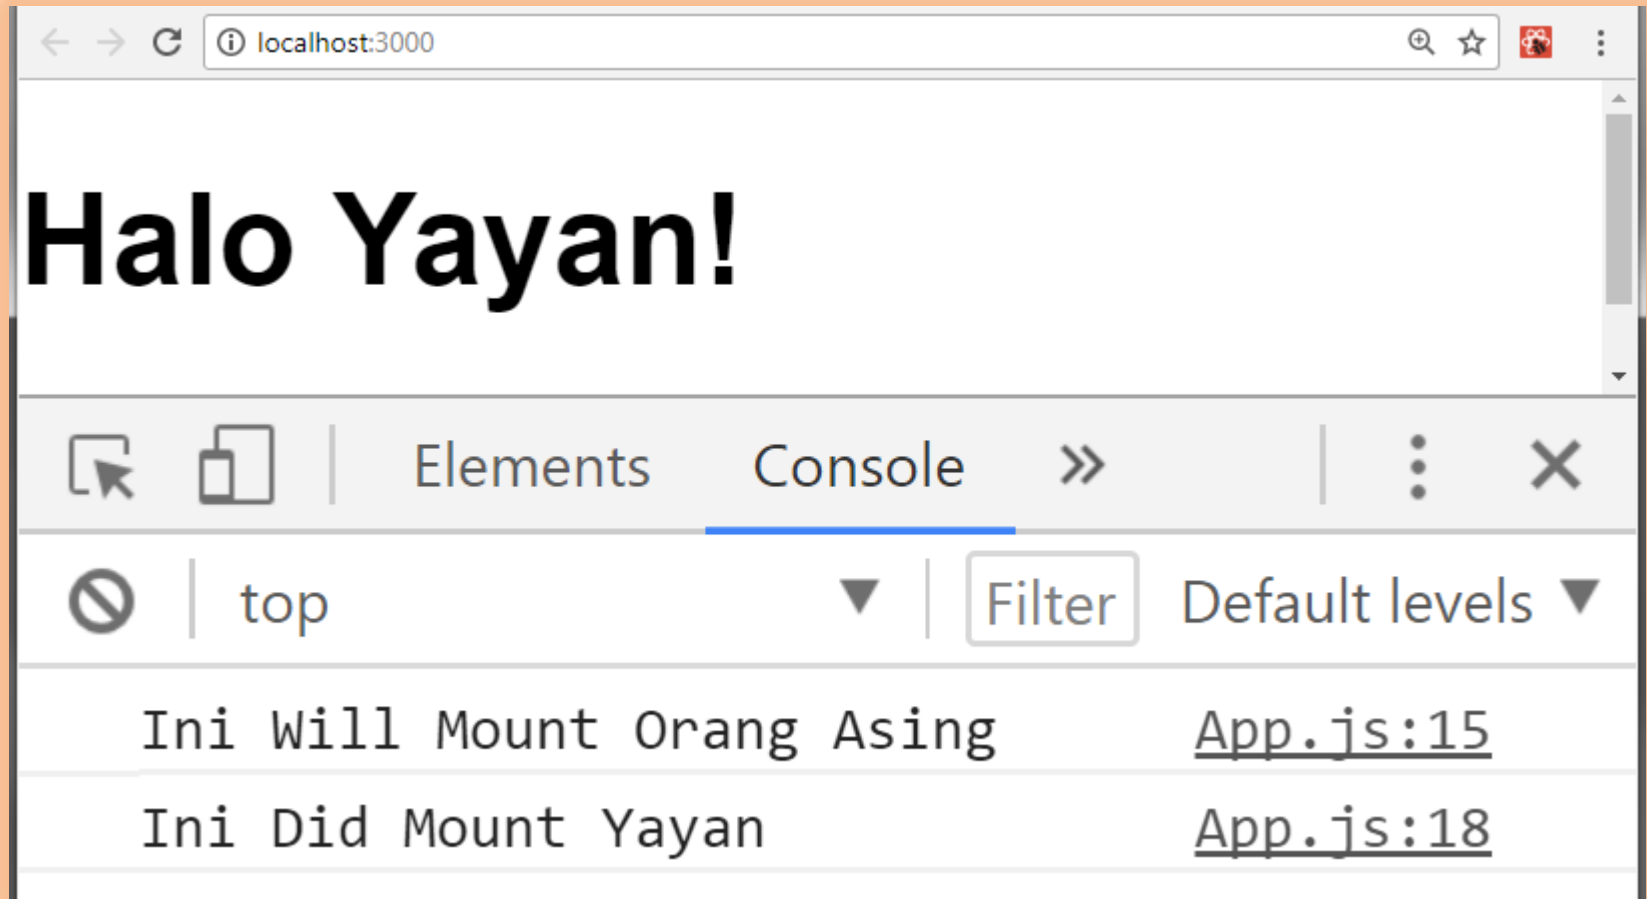 localhost:3000
Halo Yayan!
Elements Console
top Filter Default levels
Ini Will Mount Orang Asing App.js:15
Ini Did Mount Yayan App.js:18